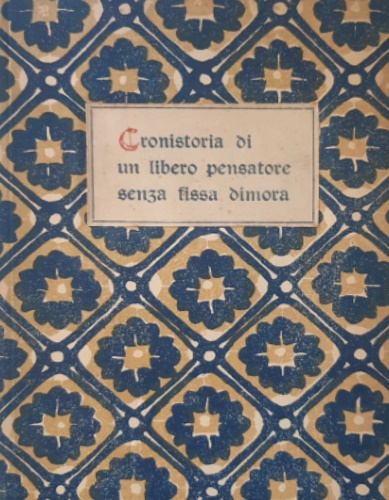 Cronistoria di
un libero pensatore
senza fissa dimora